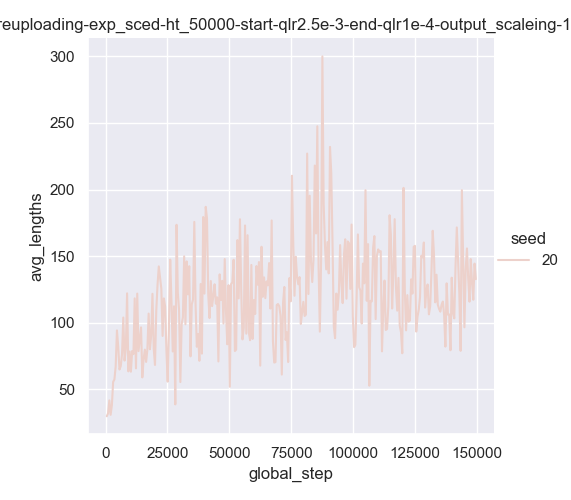 reuploading-exp_sced-ht_50000-start-qlr2.5e-3-end-qlr1e-4-output_scaleing-1
300
250
200
150
100
50
avg_lengths
0 25000 50000 75000 100000 125000 150000
global_step
seed
20